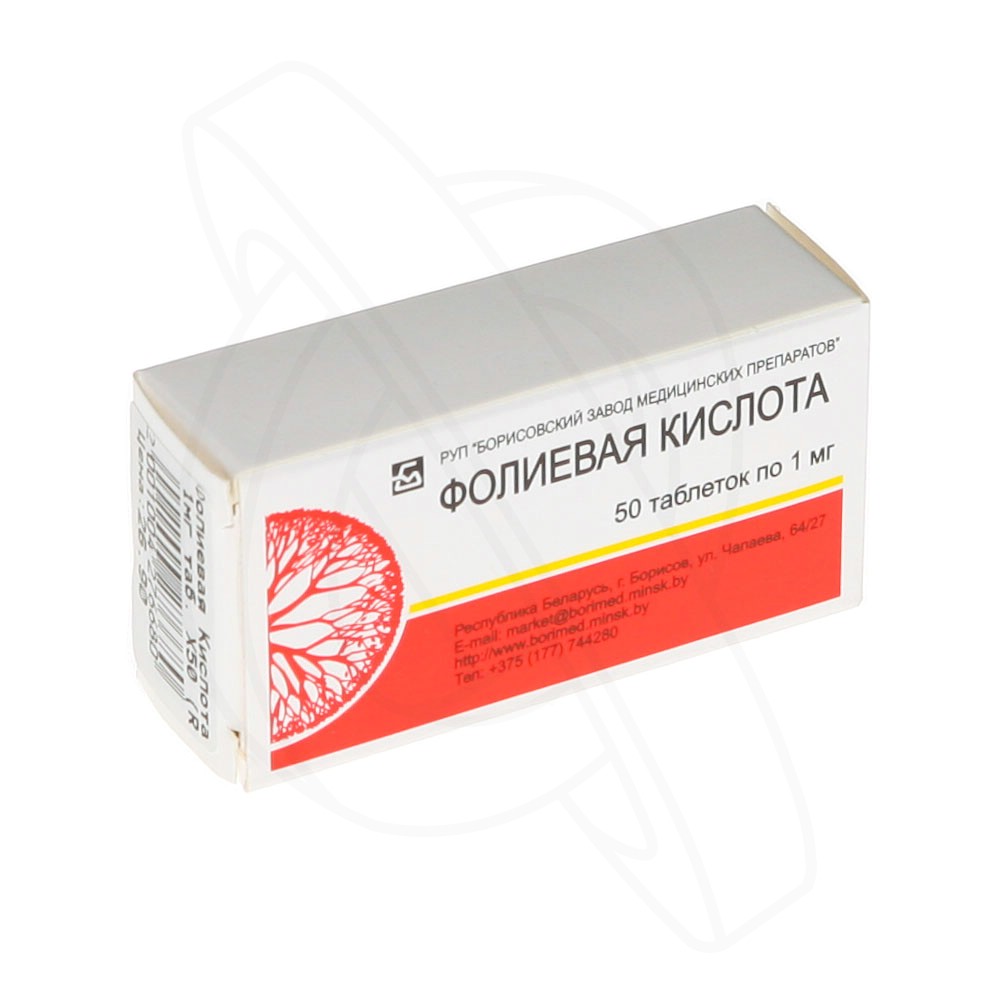 РУП "БОРИСОВСКИЙ ЗАВОД МЕДИЦИНСКИХ ПРЕПАРАТОВ"
ФОЛИЕВАЯ КИСЛОТА
50 таблеток по 1 мг
Республика Беларусь, г. Борисов, ул. Чапаева, 64/27
E-mail: market@borimed.minsk.by
http://www.borimed.minsk.by
Тел: +375 (177) 744280
Фолиевая Кислота
1мг таб. X50 (R
Цена: